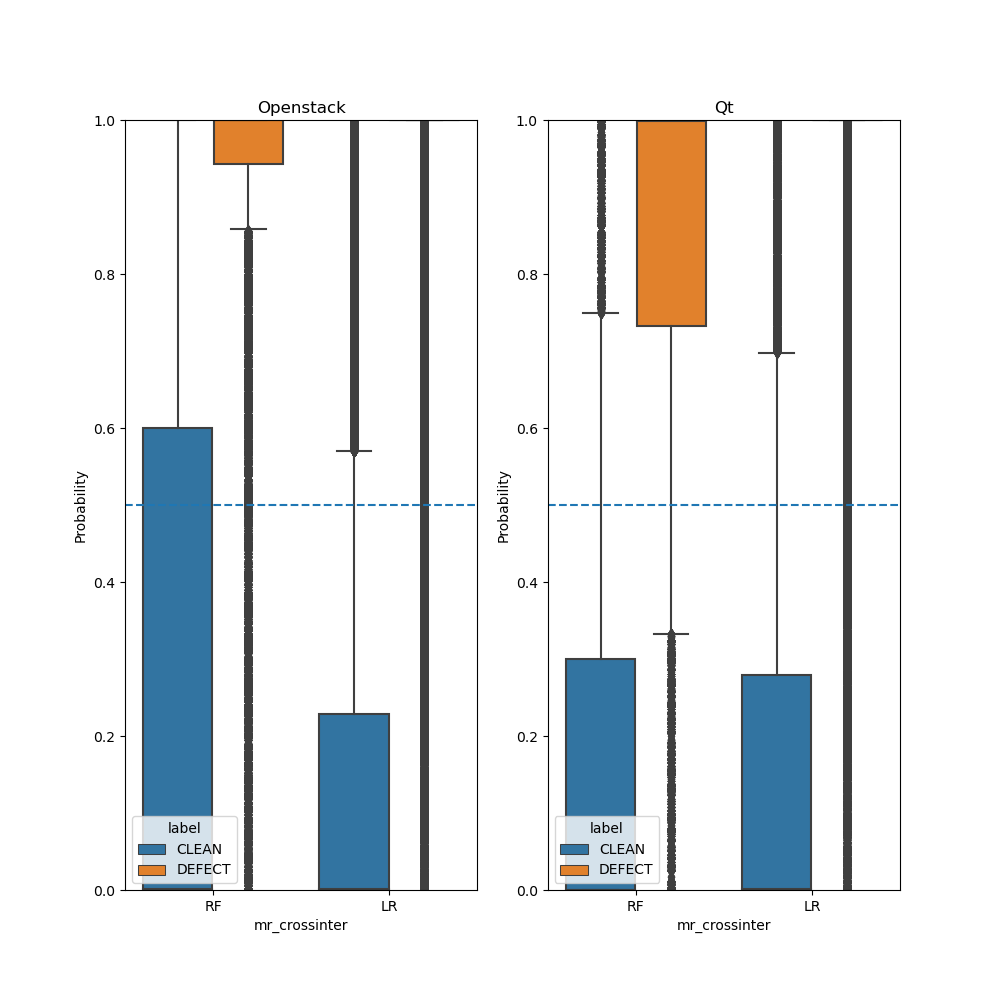 Openstack
1.0
0.8
0.6
0.4
0.2
0.0
Probability
label
CLEAN
DEFECT
RF
LR
mr_crossinter
Qt
1.0
0.8
0.6
0.4
0.2
0.0
Probability
label
CLEAN
DEFECT
RF
LR
mr_crossinter